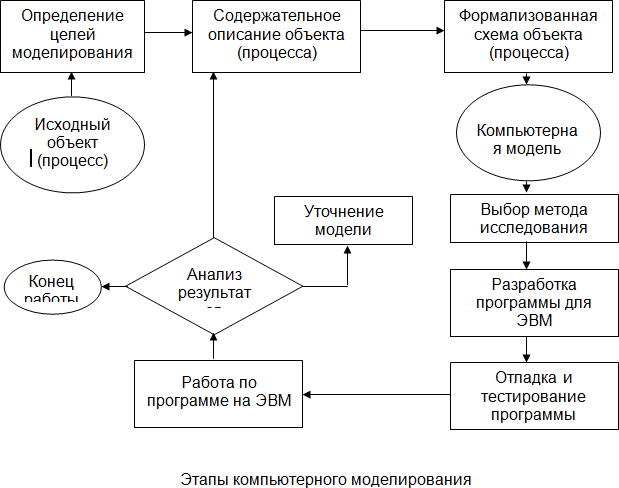 Определение
целей
моделирования
Содержательное
описание объекта
(процесса)
Формализованная
схема объекта
(процесса)
Исходный
объект
(процесс)
Компьютерна
я модель
Уточнение
модели
Выбор метода
исследования
Конец
работы
Анализ
результат
Разработка
программы для
ЭВМ
Работа по
программе на ЭВМ
Отладка и
тестирование
программы
Этапы компьютерного моделирования